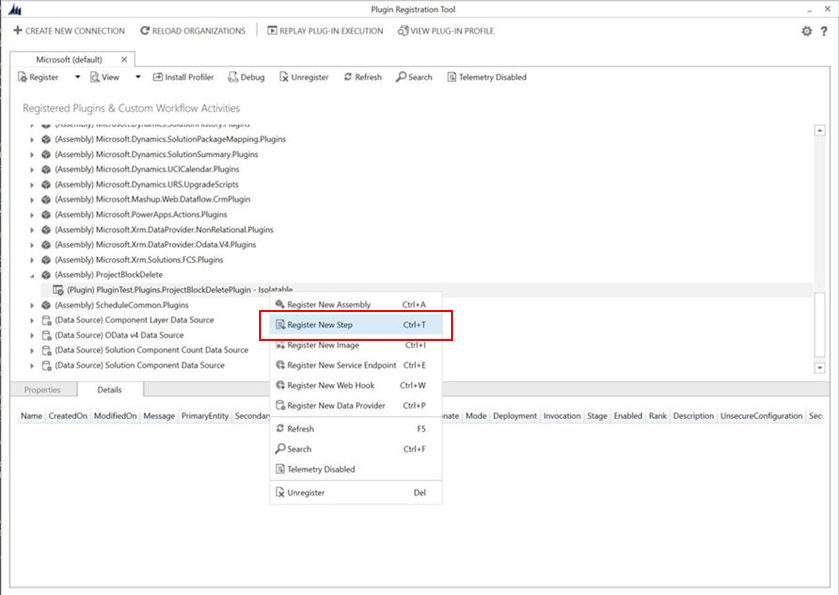 Plugin Registration Tool
CREATE NEW CONNECTION RELOAD ORGANIZATIONS REPLAY PLUG-IN EXECUTION VIEW PLUG-IN PROFILE ?
Microsoft (default)
Register View Install Profiler Debug Unregister Refresh Search Telemetry Disabled
Registered Plugins & Custom Workflow Activities
(Assembly) Microsoft.Dynamics.SolutionHistory.Plugins
(Assembly) Microsoft.Dynamics.SolutionPackageMapping.Plugins
(Assembly) Microsoft.Dynamics.SolutionSummary.Plugins
(Assembly) Microsoft.Dynamics.UCICalendar.Plugins
(Assembly) Microsoft.Dynamics.URS.UpgradeScripts
(Assembly) Microsoft.Mashup.Web.Dataflow.CrmPlugin
(Assembly) Microsoft.PowerApps.Actions.Plugins
(Assembly) Microsoft.Xrm.DataProvider.NonRelational.Plugins
(Assembly) Microsoft.Xrm.DataProvider.Odata.V4.Plugins
(Assembly) Microsoft.Xrm.Solutions.FCS.Plugins
(Assembly) ProjectBlockDelete
(Plugin) PluginTest.Plugins.ProjectBlockDeletePlugin - Isolatable
(Assembly) ScheduleCommon.Plugins
(Data Source) Component Layer Data Source
(Data Source) OData v4 Data Source
(Data Source) Solution Component Count Data Source
(Data Source) Solution Component Data Source
Register New Assembly Ctrl+A
Register New Step Ctrl+T
Register New Image Ctrl+I
Register New Service Endpoint Ctrl+E
Register New Web Hook Ctrl+W
Register New Data Provider Ctrl+P
Refresh F5
Search Ctrl+F
Telemetry Disabled
Unregister Del
Properties Details
Name CreatedOn ModifiedOn Message PrimaryEntity Mode Deployment Invocation Stage Enabled Rank Description UnsecureConfiguration